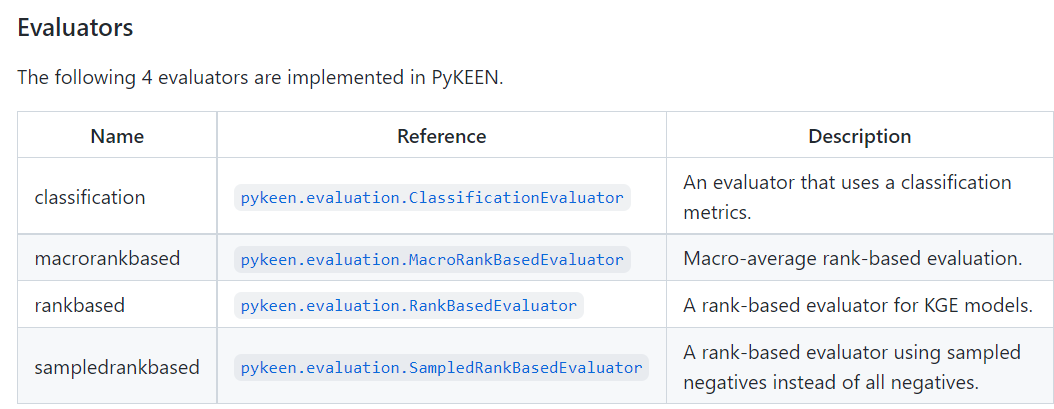 Evaluators
The following 4 evaluators are implemented in PyKEEN.
Name Reference Description
classification pykeen.evaluation.ClassificationEvaluator An evaluator that uses a classification
metrics.
macrorankbased pykeen.evaluation.MacroRankBasedEvaluator Macro-average rank-based evaluation.
rankbased pykeen.evaluation.RankBasedEvaluator A rank-based evaluator for KGE models.
sampledrankbased pykeen.evaluation.SampledRankBasedEvaluator A rank-based evaluator using sampled
negatives instead of all negatives.